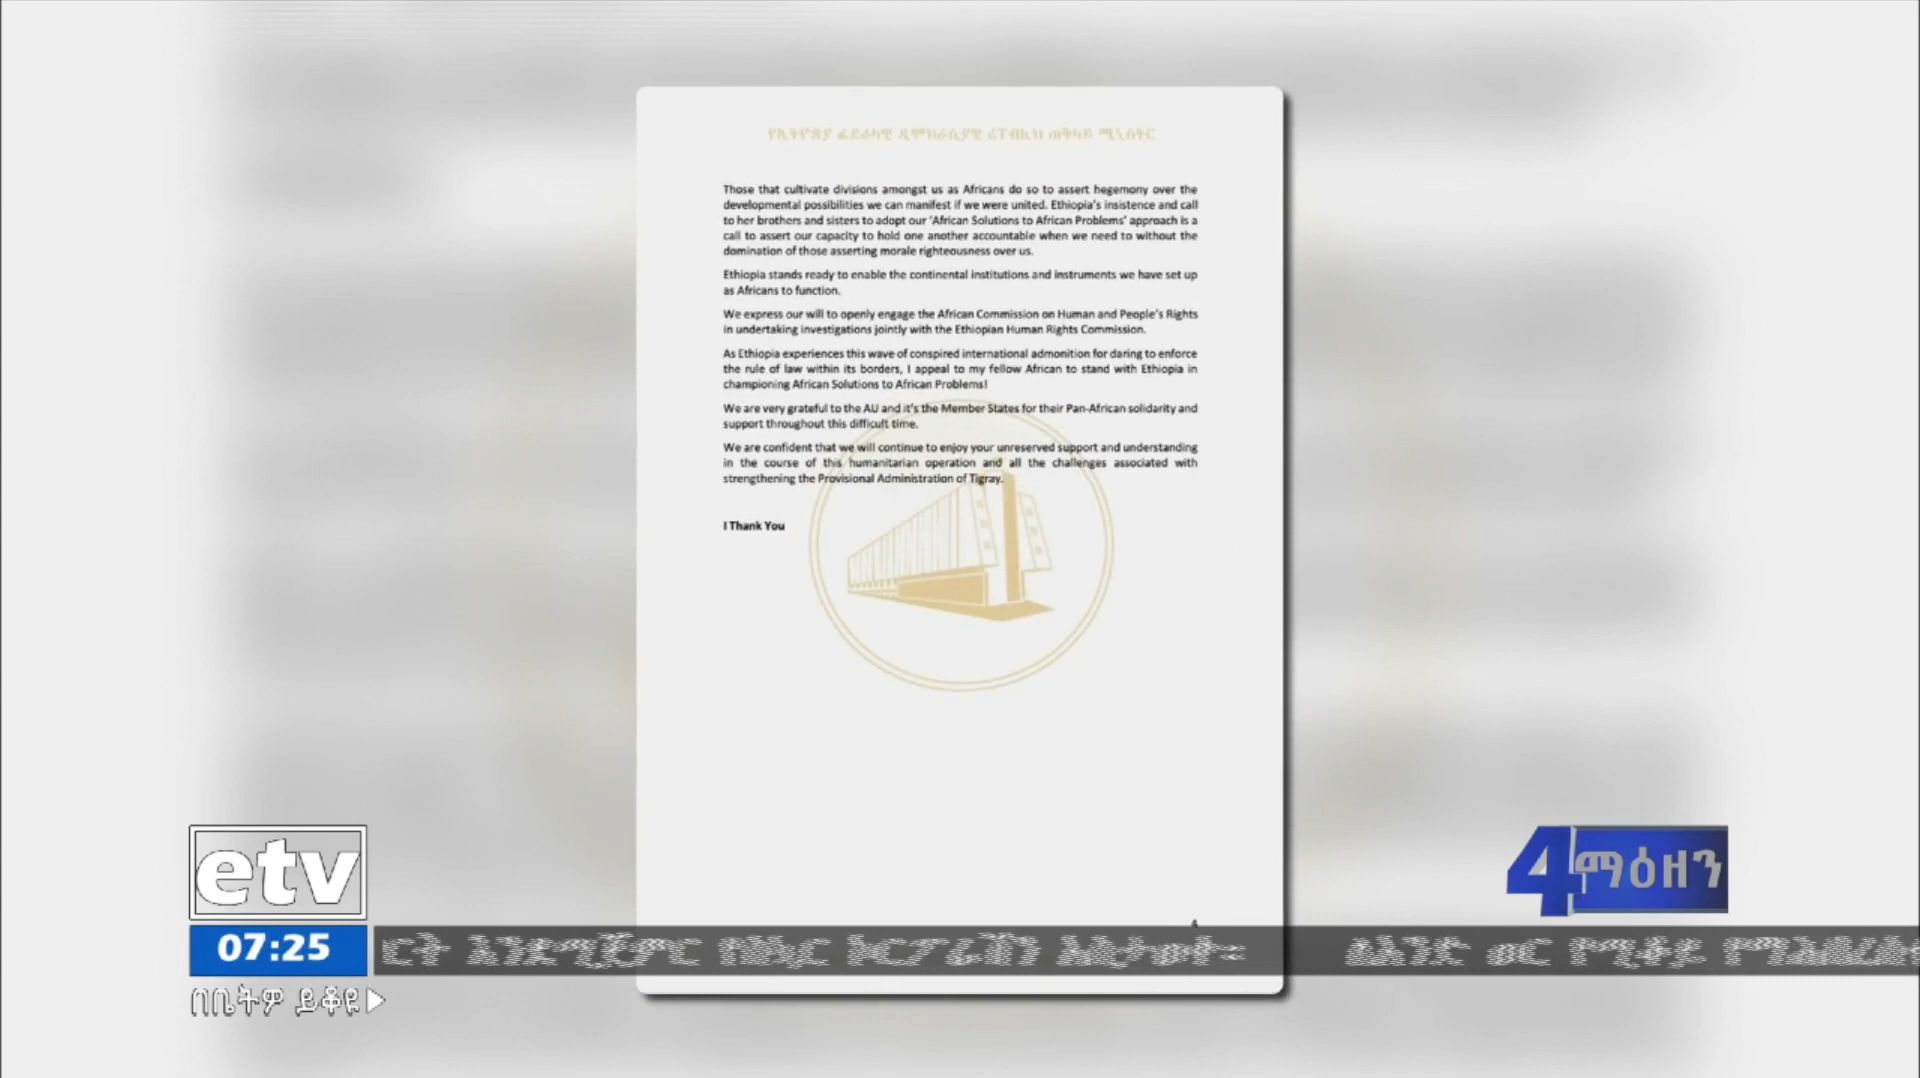 የኢትዮጵያ ፌደራላዊ ዲሞክራሲያዊ ሪፐብሊክ ጠቅላይ ሚኒስትር
Those that cultivate divisions amongst us as Africans do so to assert hegemony over the
developmental possibilities we can manifest if we were united. Ethiopia's insistence and call
to her brothers and sisters to adopt our 'African Solutions to African Problems' approach is a
call to assert our capacity to hold one another accountable when we need to without the
domination of those asserting morale righteousness over us.
Ethiopia stands ready to enable the continental institutions and instruments we have set up
as Africans to function.
We express our will to openly engage the African Commission on Human and People's Rights
in undertaking investigations jointly with the Ethiopian Human Rights Commission.
As Ethiopia experiences this wave of conspired international admonition for daring to enforce
the rule of law within its borders, I appeal to my fellow African to stand with Ethiopia in
championing African Solutions to African Problems!
We are very grateful to the AU and it's the Member States for their Pan-African solidarity and
support throughout this difficult time.
We are confident that we will continue to enjoy your unreserved support and understanding
in the course of this humanitarian operation and all the challenges associated with
strengthening the Provisional Administration of Tigray.
I Thank You
4
etv
4ማዕዘን
07:25
በቤትዎ ይቆዩ